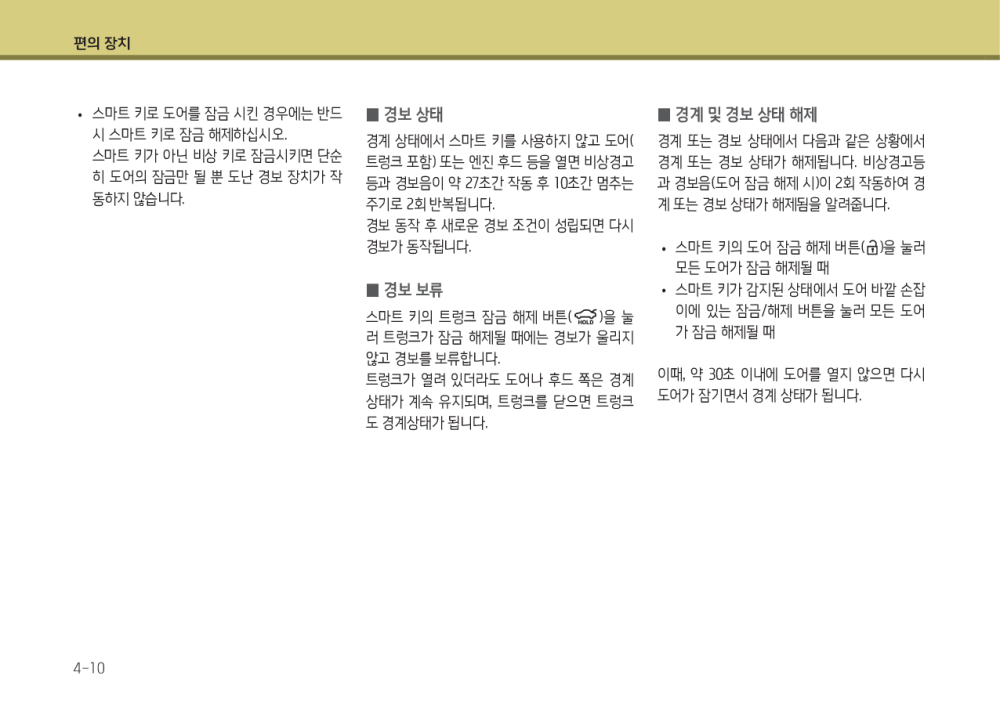 편의 장치
• 스마트 키로 도어를 잠금 시킨 경우에는 반드
시 스마트 키로 잠금 해제하십시오.
스마트 키가 아닌 비상 키로 잠금시키면 단순
히 도어의 잠금만 될 뿐 도난 경보 장치가 작
동하지 않습니다.
■ 경보 상태
경계 상태에서 스마트 키를 사용하지 않고 도어(
트렁크 포함) 또는 엔진 후드 등을 열면 비상경고
등과 경보음이 약 27초간 작동 후 10초간 멈추는
주기로 2회 반복됩니다.
경보 동작 후 새로운 경보 조건이 성립되면 다시
경보가 동작됩니다.
■ 경보 보류
스마트 키의 트렁크 잠금 해제 버튼( HOLD )을 눌
러 트렁크가 잠금 해제될 때에는 경보가 울리지
않고 경보를 보류합니다.
트렁크가 열려 있더라도 도어나 후드 쪽은 경계
상태가 계속 유지되며, 트렁크를 닫으면 트렁크
도 경계상태가 됩니다.
■ 경계 및 경보 상태 해제
경계 또는 경보 상태에서 다음과 같은 상황에서
경계 또는 경보 상태가 해제됩니다. 비상경고등
과 경보음(도어 잠금 해제 시)이 2회 작동하여 경
계 또는 경보 상태가 해제됨을 알려줍니다.
• 스마트 키의 도어 잠금 해제 버튼( )을 눌러
모든 도어가 잠금 해제될 때
• 스마트 키가 감지된 상태에서 도어 바깥 손잡
이에 있는 잠금/해제 버튼을 눌러 모든 도어
가 잠금 해제될 때
이때, 약 30초 이내에 도어를 열지 않으면 다시
도어가 잠기면서 경계 상태가 됩니다.
4-10